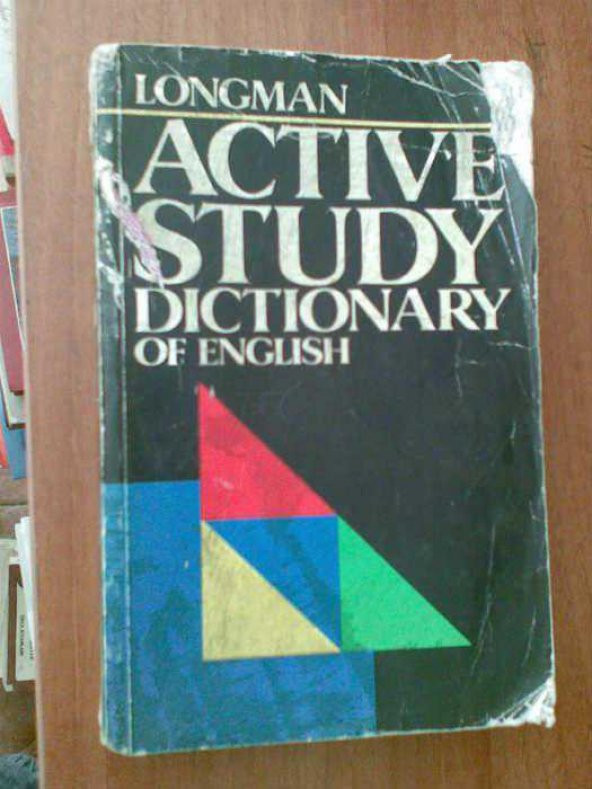 LONGMAN
ACTIVE
STUDY
DICTIONARY
OF ENGLISH